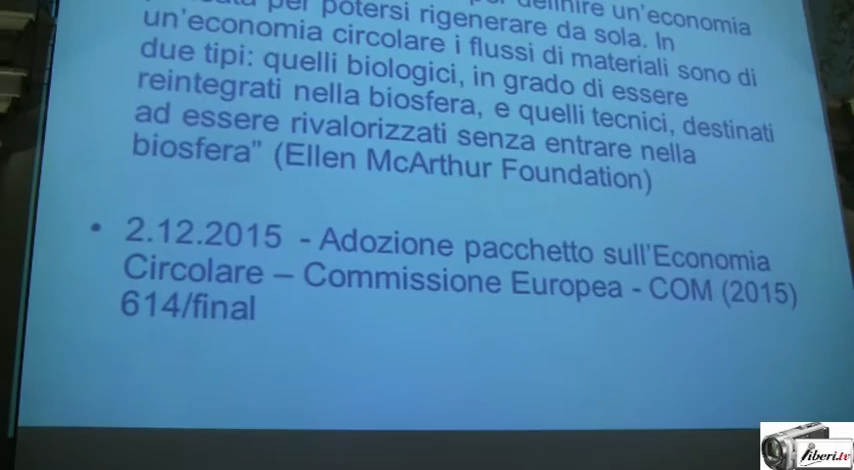 per potersi rigenerare da sola. In
un'economia circolare i flussi di materiali sono di
due tipi: quelli biologici, in grado di essere
reintegrati nella biosfera, e quelli tecnici, destinati
ad essere rivalorizzati senza entrare nella
biosfera" (Ellen McArthur Foundation)
• 2.12.2015 - Adozione pacchetto sull'Economia
Circolare – Commissione Europea - COM (2015)
614/final
liberi.tv